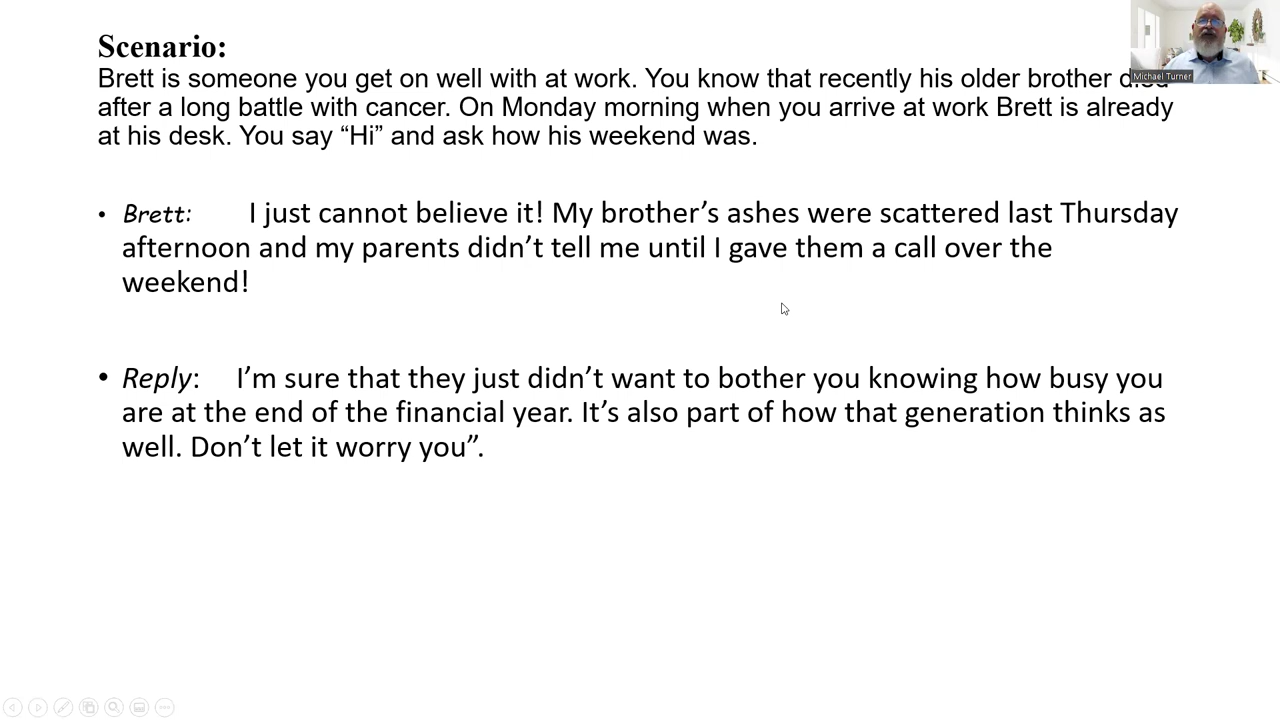 Scenario:
Brett is someone you get on well with at work. You know that recently his older brother died
after a long battle with cancer. On Monday morning when you arrive at work Brett is already
at his desk. You say “Hi” and ask how his weekend was.
• Brett: I just cannot believe it! My brother’s ashes were scattered last Thursday
afternoon and my parents didn’t tell me until I gave them a call over the
weekend!
• Reply: I’m sure that they just didn’t want to bother you knowing how busy you
are at the end of the financial year. It’s also part of how that generation thinks as
well. Don’t let it worry you”.
Michael Turner